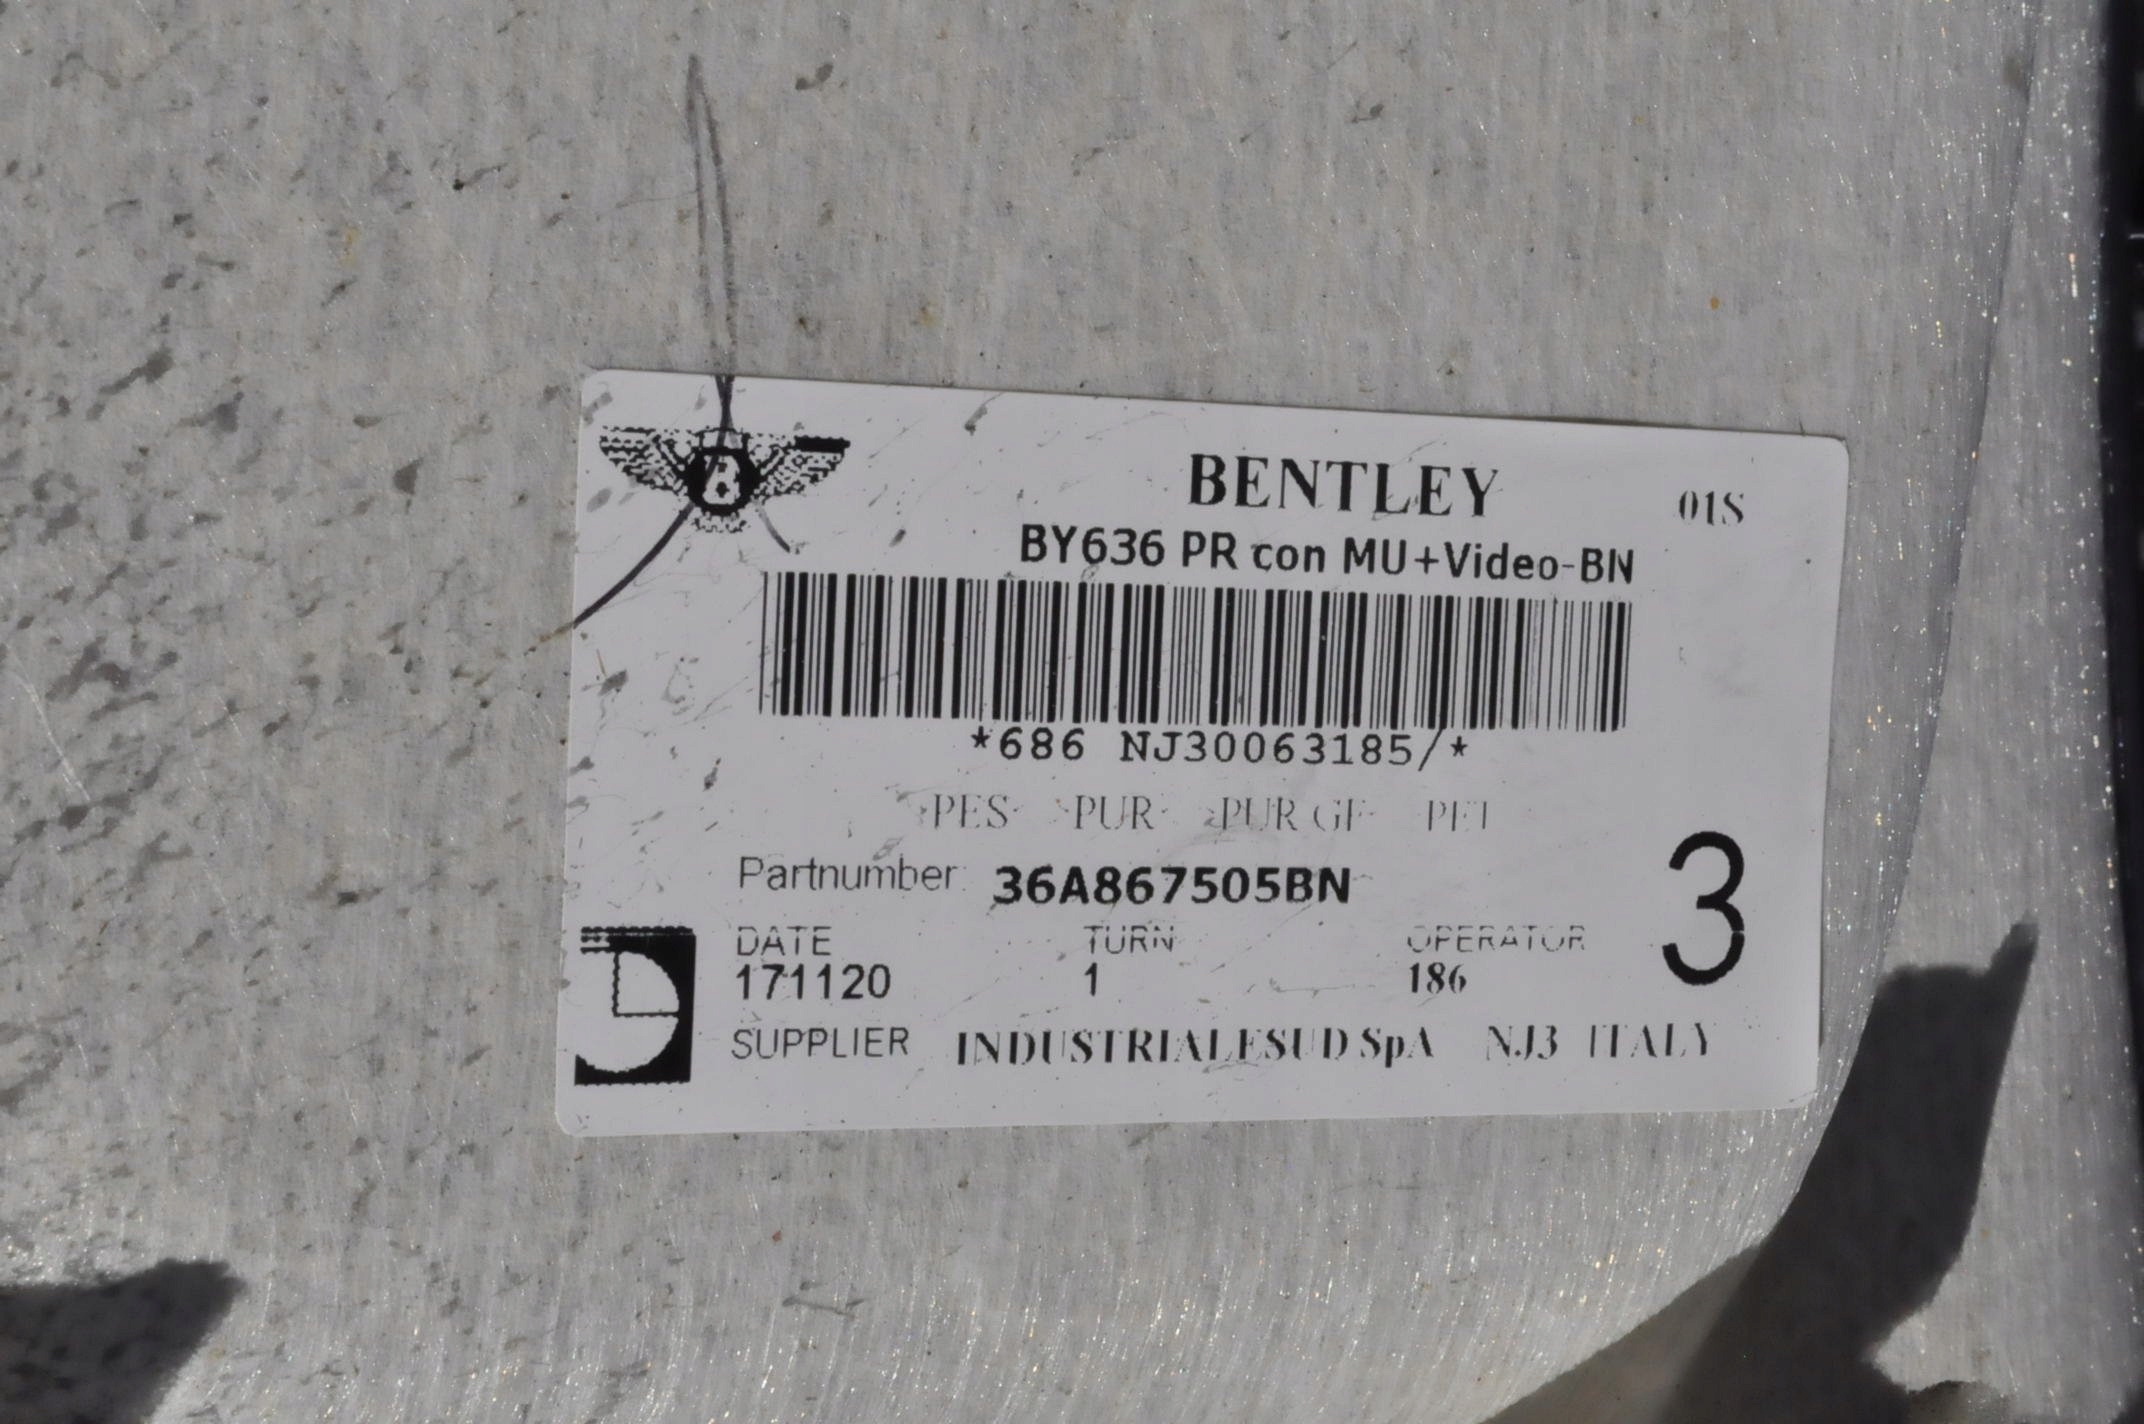 B
BENTLEY
01S
BY636 PR con MU+Video-BN
*686 NJ30063185/*
PES PUR PUR GF PET
Partnumber: 36A867505BN
3
DATE TURN OPERATOR
171120 1 186
SUPPLIER INDUSTRIALESUD SpA NJ3 ITALY